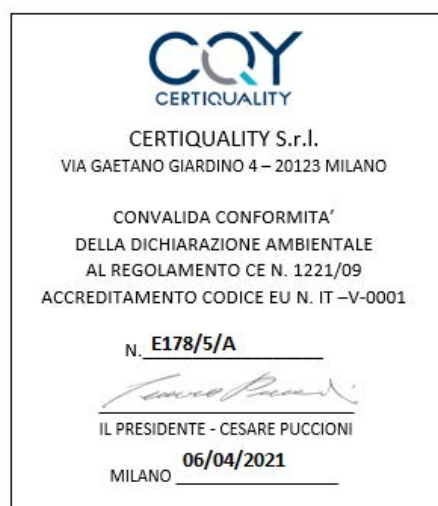 CQY
CERTIQUALITY
CERTIQUALITY S.r.l.
VIA GAETANO GIARDINO 4 – 20123 MILANO
CONVALIDA CONFORMITA’
DELLA DICHIARAZIONE AMBIENTALE
AL REGOLAMENTO CE N. 1221/09
ACCREDITAMENTO CODICE EU N. IT –V-0001
N. E178/5/A
IL PRESIDENTE - CESARE PUCCIONI
MILANO 06/04/2021